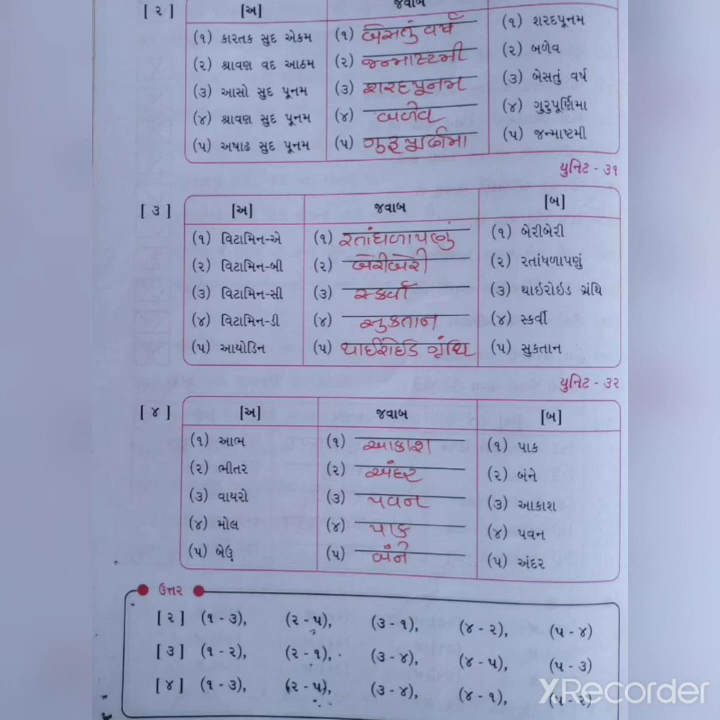 [ ૨ ] [અ] જવાબ
(૧) કારતક સુદ એકમ (૧) બેસતું વર્ષ (૧) શરદપૂનમ
(૨) શ્રાવણ વદ આઠમ (૨) જન્માષ્ટમી (૨) બળેવ
(૩) આસો સુદ પૂનમ (૩) શરદપૂનમ (૩) બેસતું વર્ષ
(૪) શ્રાવણ સુદ પૂનમ (૪) બળેવ (૪) ગુરુપૂર્ણિમા
(૫) અષાઢ સુદ પૂનમ (૫) ગુરુપૂર્ણિમા (૫) જન્માષ્ટમી
યુનિટ - ૩૧
[ ૩ ] [અ] જવાબ [બ]
(૧) વિટામિન-એ (૧) રતાંધળાપણું (૧) બેરીબેરી
(૨) વિટામિન-બી (૨) બેરીબેરી (૨) રતાંધળાપણું
(૩) વિટામિન-સી (૩) સ્કર્વી (૩) થાઇરોઇડ ગ્રંથિ
(૪) વિટામિન-ડી (૪) સુકતાન (૪) સ્કર્વી
(૫) આયોડિન (૫) થાઈરોઈડ ગ્રંથિ (૫) સુકતાન
યુનિટ - ૩૨
[ ૪ ] [અ] જવાબ [બ]
(૧) આભ (૧) આકાશ (૧) પાક
(૨) ભીતર (૨) અંદર (૨) બંને
(૩) વાયરો (૩) પવન (૩) આકાશ
(૪) મોલ (૪) પાક (૪) પવન
(૫) બેઉ (૫) બંને (૫) અંદર
ઉત્તર
[ ૨ ] (૧ - ૩), (૨ - ૫), (૩ - ૧), (૪ - ૨), (૫ - ૪)
[ ૩ ] (૧ - ૨), (૨ - ૧), (૩ - ૪), (૪ - ૫), (૫ - ૩)
[ ૪ ] (૧ - ૩), (૨ - ૫), (૩ - ૪), (૪ - ૧), (૫ - ૨)
XRecorder